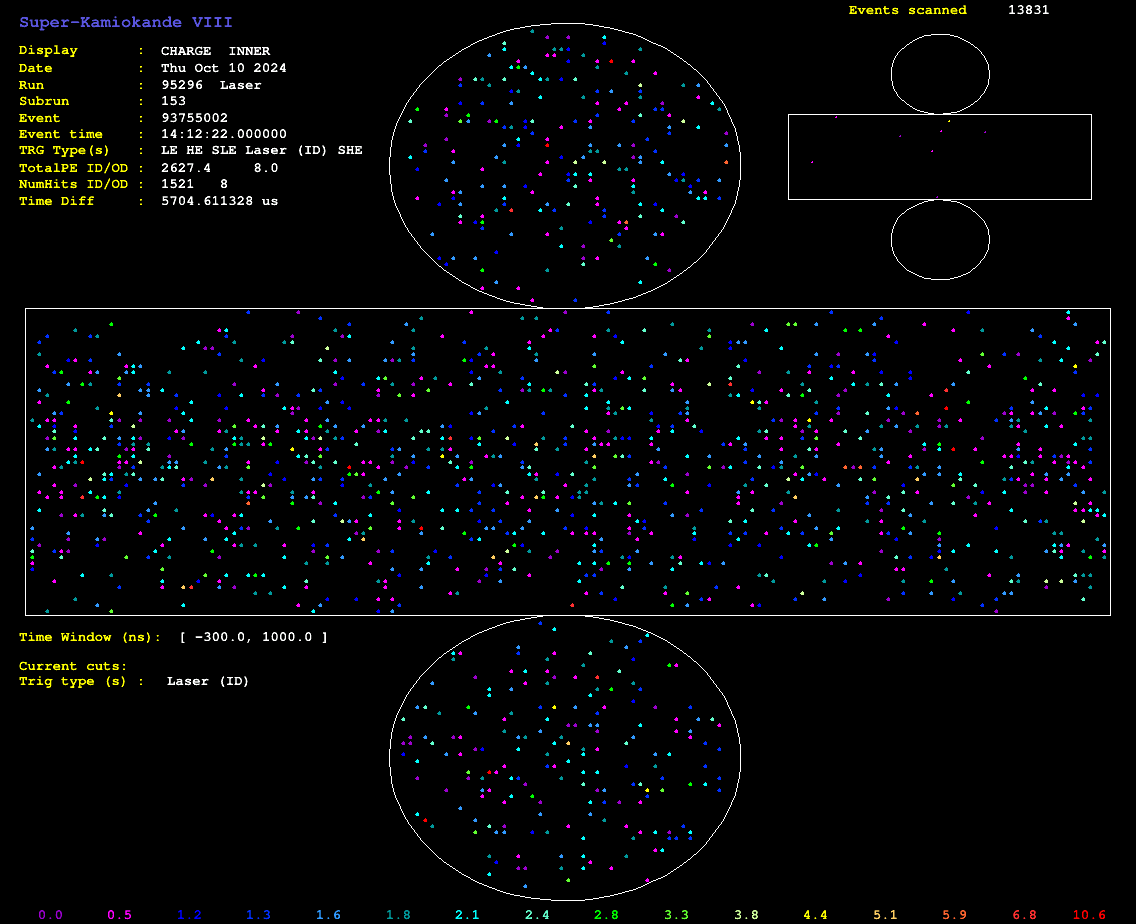 Super-Kamiokande VIII
Events scanned 13831
Display : CHARGE INNER
Date : Thu Oct 10 2024
Run : 95296 Laser
Subrun : 153
Event : 93755002
Event time : 14:12:22.000000
TRG Type(s) : LE HE SLE Laser (ID) SHE
TotalPE ID/OD : 2627.4 8.0
NumHits ID/OD : 1521 8
Time Diff : 5704.611328 us
Time Window (ns): [ -300.0, 1000.0 ]
Current cuts:
Trig type (s) : Laser (ID)
0.0 0.5 1.2 1.3 1.6 1.8 2.1 2.4 2.8 3.3 3.8 4.4 5.1 5.9 6.8 10.6